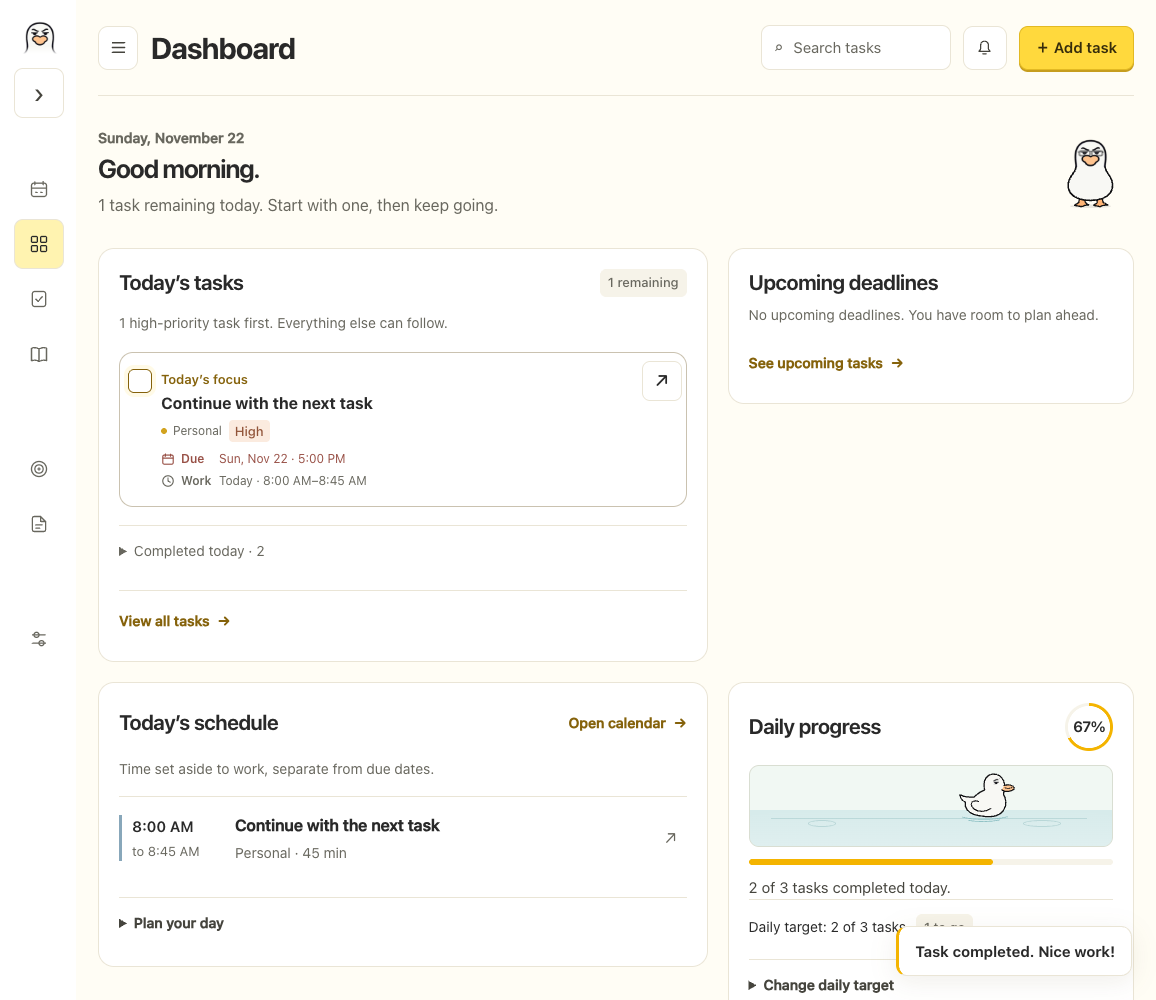 Dashboard
Search tasks
+ Add task
Sunday, November 22
Good morning.
1 task remaining today. Start with one, then keep going.
Today’s tasks
1 remaining
1 high-priority task first. Everything else can follow.
Today’s focus
Continue with the next task
Personal High
Due Sun, Nov 22 · 5:00 PM
Work Today · 8:00 AM–8:45 AM
Completed today · 2
View all tasks →
Upcoming deadlines
No upcoming deadlines. You have room to plan ahead.
See upcoming tasks →
Today’s schedule
Open calendar →
Time set aside to work, separate from due dates.
8:00 AM
to 8:45 AM
Continue with the next task
Personal · 45 min
Plan your day
Daily progress
67%
2 of 3 tasks completed today.
Daily target: 2 of 3 tasks
Task completed. Nice work!
Change daily target